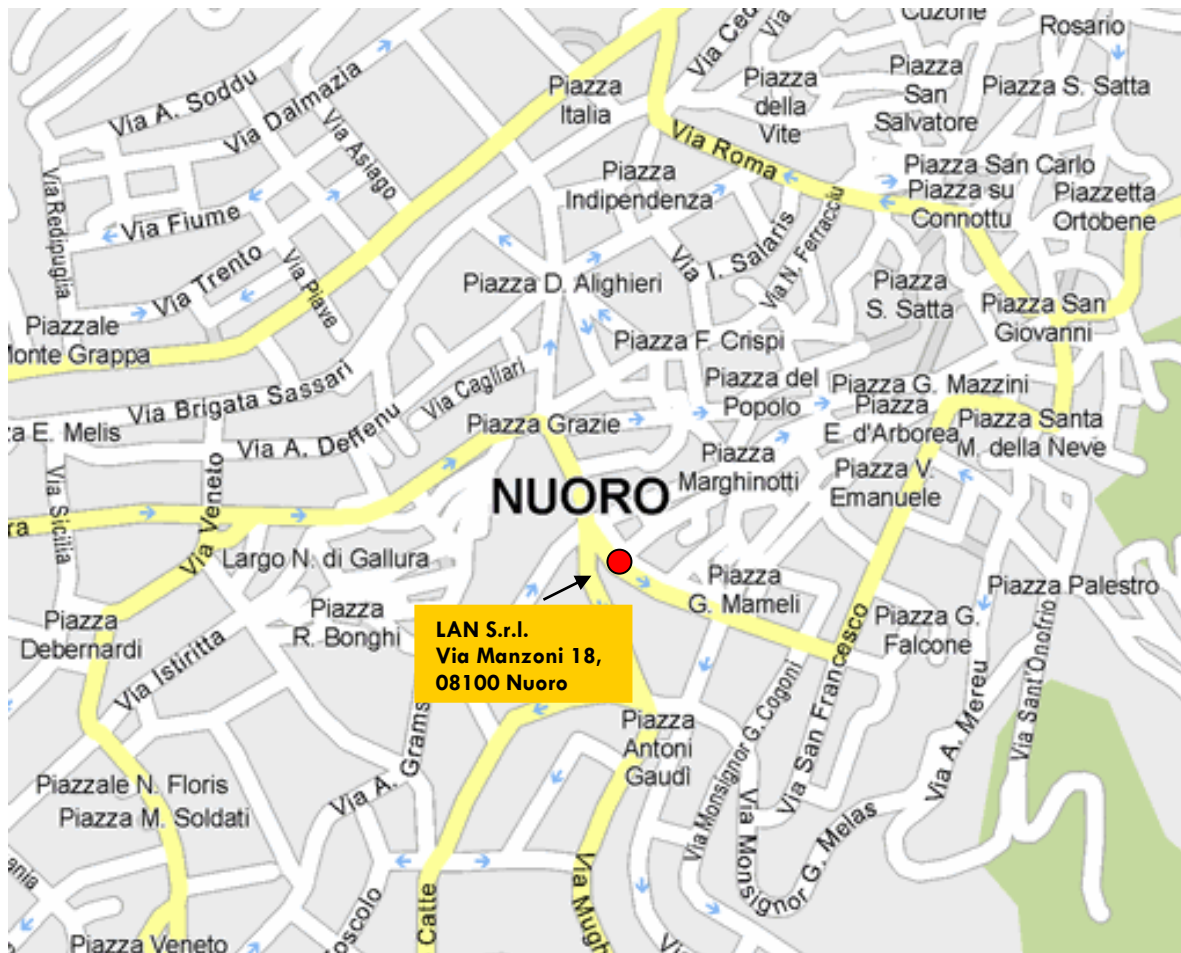 Cuzone
Rosario
Via Ced
Via
Piazza
Italia
Piazza
della
Vite
Piazza
San
Salvatore
Piazza S. Satta
Via A. Soddu
Via Dalmazia
Via Asiago
Via Roma
Piazza
Indipendenza
Piazza San Carlo
Piazza su
Connottu
Piazzetta
Ortobene
Via Redipuglia
Via Fiume
Via Trento
Via Piave
Via I. Salaris
Via N. Ferracciu
Piazza D. Alighieri
Piazza
S. Satta
Piazza San
Giovanni
Piazzale
Monte Grappa
Piazza F. Crispi
Via Brigata Sassari
Via Cagliari
Piazza del
Popolo
Piazza G. Mazzini
Piazza
E. d'Arborea
Piazza Santa
M. della Neve
za E. Melis
Via A. Deffenu
Piazza Grazie
Piazza
Marghinotti
Piazza V.
Emanuele
Via Sicilia
Via Veneto
NUORO
ra
Largo N. di Gallura
Piazza
G. Mameli
Piazza Palestro
Piazza
Debernardi
Piazza
R. Bonghi
LAN S.r.l.
Via Manzoni 18,
08100 Nuoro
Piazza G.
Falcone
Via Istiritta
Via San Francesco
Via Monsignor G. Cogoni
Via A. Mereu
Via Sant'Onofrio
Piazza
Antoni
Gaudì
Via A. Grams
Piazzale N. Floris
Piazza M. Soldati
Via Monsignor G. Melas
ania
oscolo
Catte
Via Mugh
Via
Piazza Veneto